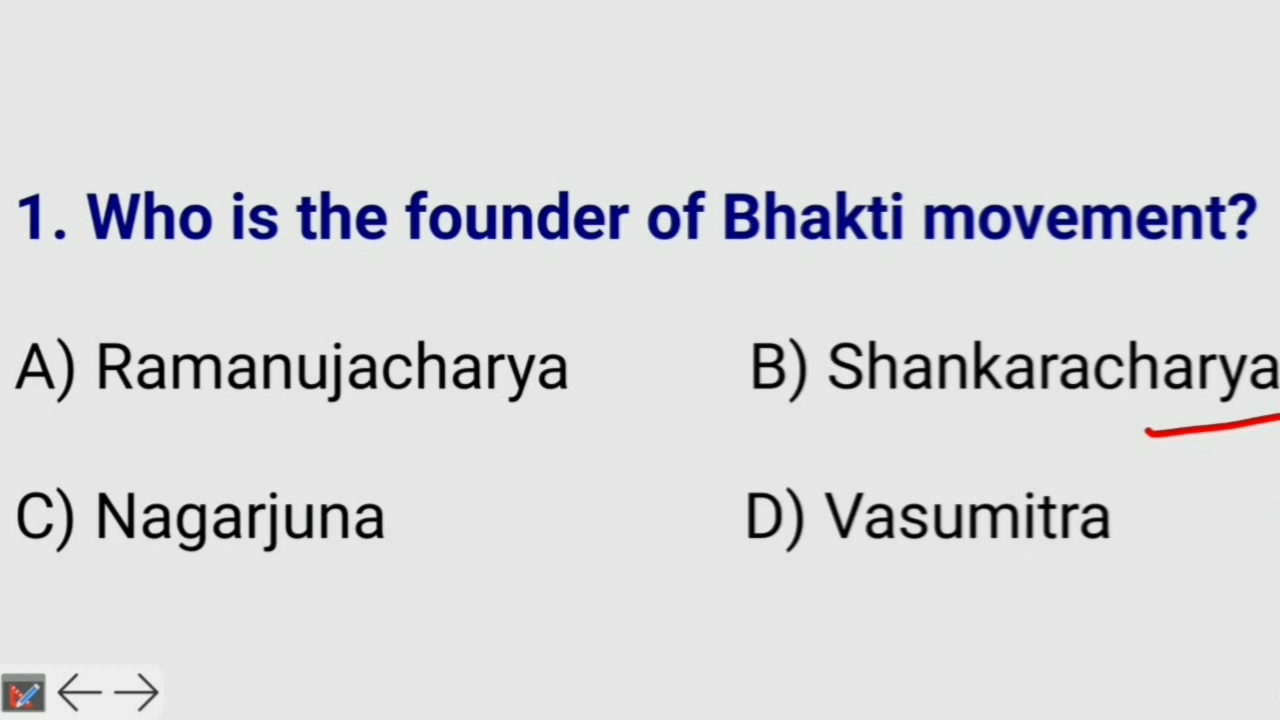 1. Who is the founder of Bhakti movement?
A) Ramanujacharya B) Shankaracharya
C) Nagarjuna D) Vasumitra